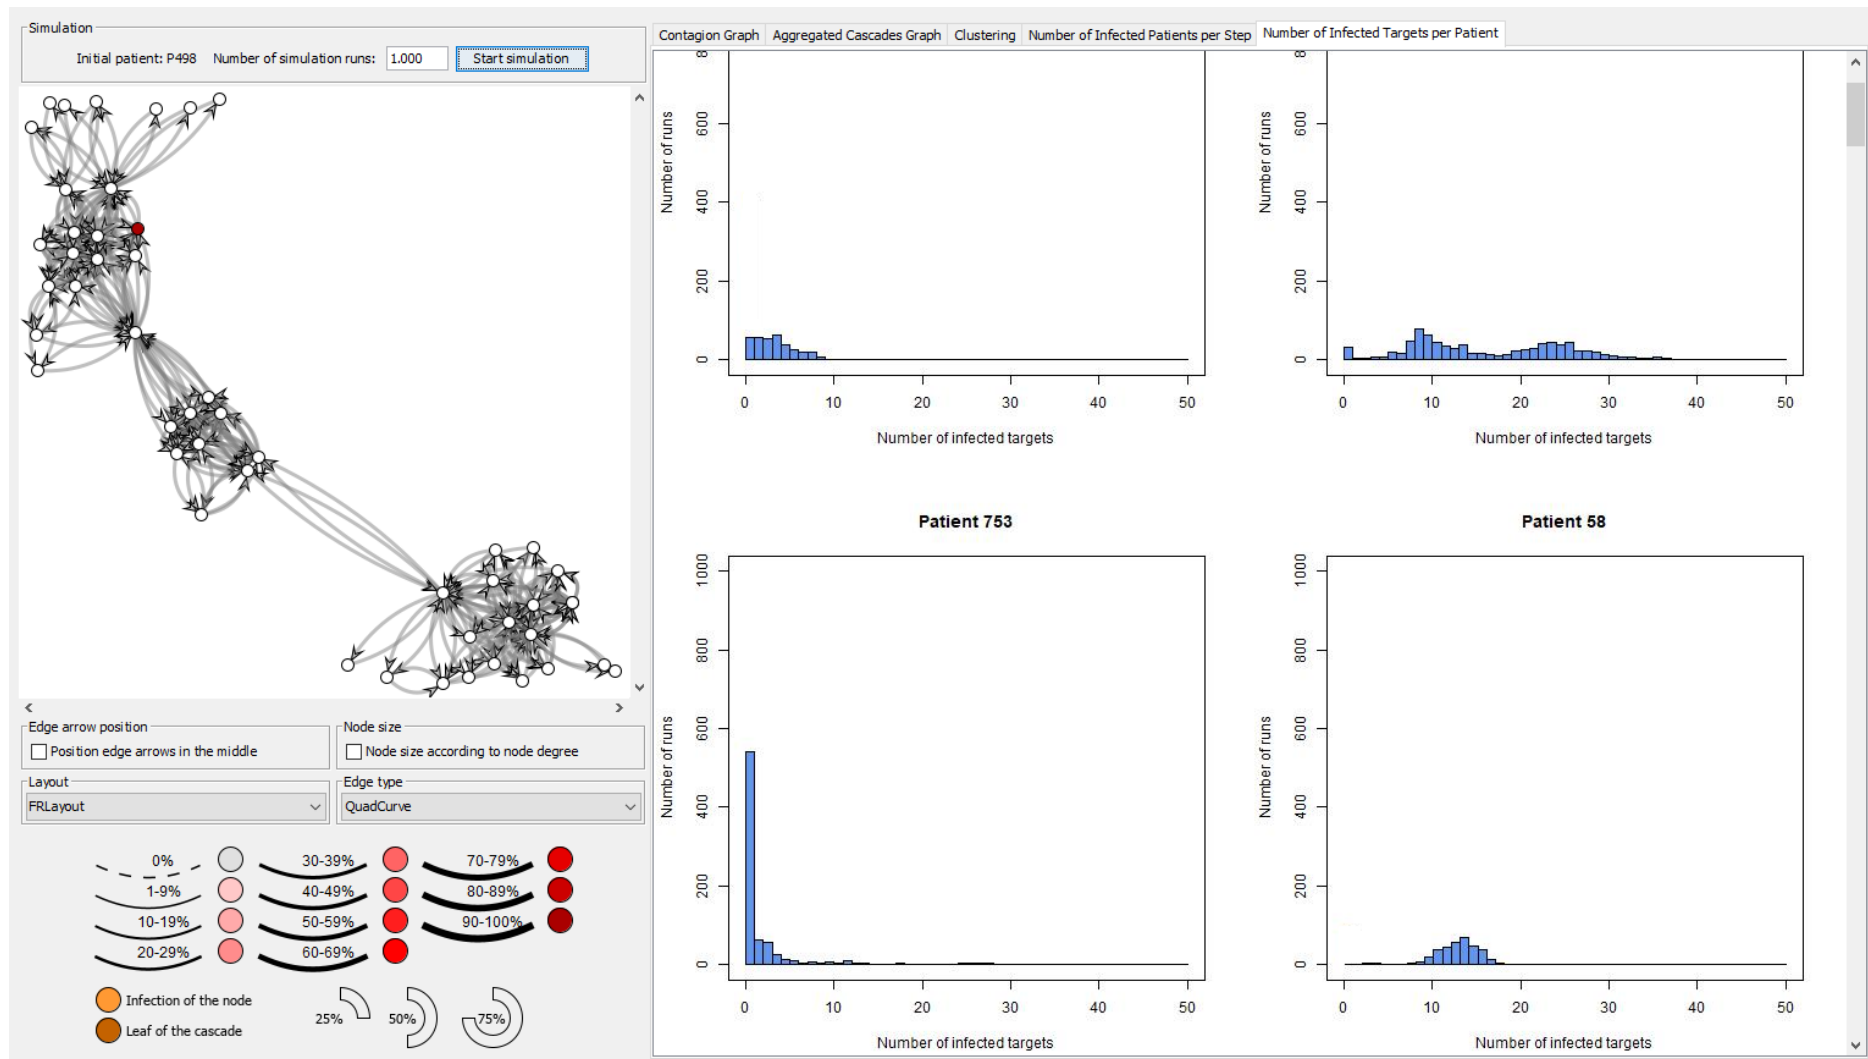 Simulation
Initial patient: P498 Number of simulation runs: 1.000 Start simulation
Edge arrow position
Position edge arrows in the middle
Node size
Node size according to node degree
Layout
FRLayout
Edge type
QuadCurve
0% 30-39% 70-79%
1-9% 40-49% 80-89%
10-19% 50-59% 90-100%
20-29% 60-69%
Infection of the node
Leaf of the cascade
25% 50% 75%
Contagion Graph Aggregated Cascades Graph Clustering Number of Infected Patients per Step Number of Infected Targets per Patient
Number of runs
0 200 400 600
0 10 20 30 40 50
Number of infected targets
Number of runs
0 200 400 600
0 10 20 30 40 50
Number of infected targets
Patient 753
Number of runs
0 200 400 600 800 1000
0 10 20 30 40 50
Number of infected targets
Patient 58
Number of runs
0 200 400 600 800 1000
0 10 20 30 40 50
Number of infected targets